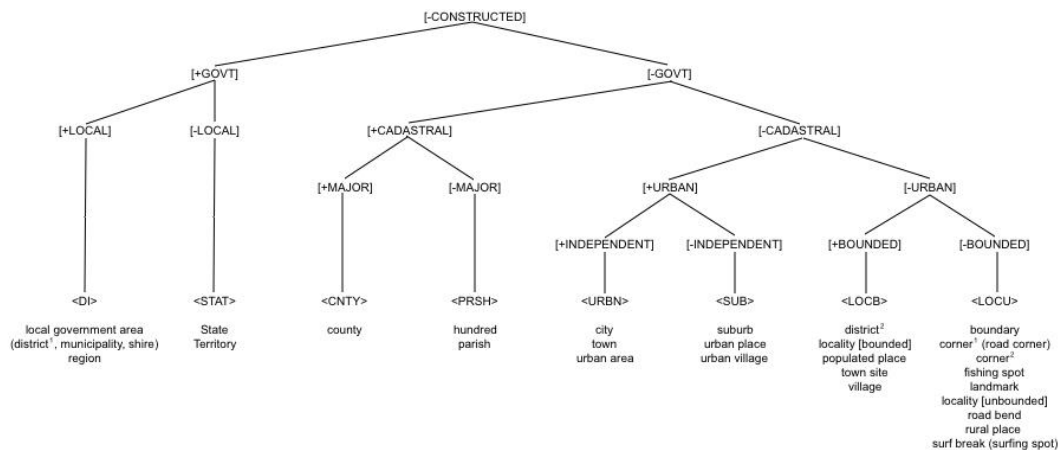 [-CONSTRUCTED]
[+GOVT] [-GOVT]
[+LOCAL] [-LOCAL] [+CADASTRAL] [-CADASTRAL]
[+MAJOR] [-MAJOR] [+URBAN] [-URBAN]
[+INDEPENDENT] [-INDEPENDENT] [+BOUNDED] [-BOUNDED]
<DI> <STAT> <CNTY> <PRSH> <URBN> <SUB> <LOCB> <LOCU>
local government area
(district¹, municipality, shire)
region
State
Territory
county
hundred
parish
city
town
urban area
suburb
urban place
urban village
district²
locality [bounded]
populated place
town site
village
boundary
corner¹ (road corner)
corner²
fishing spot
landmark
locality [unbounded]
road bend
rural place
surf break (surfing spot)